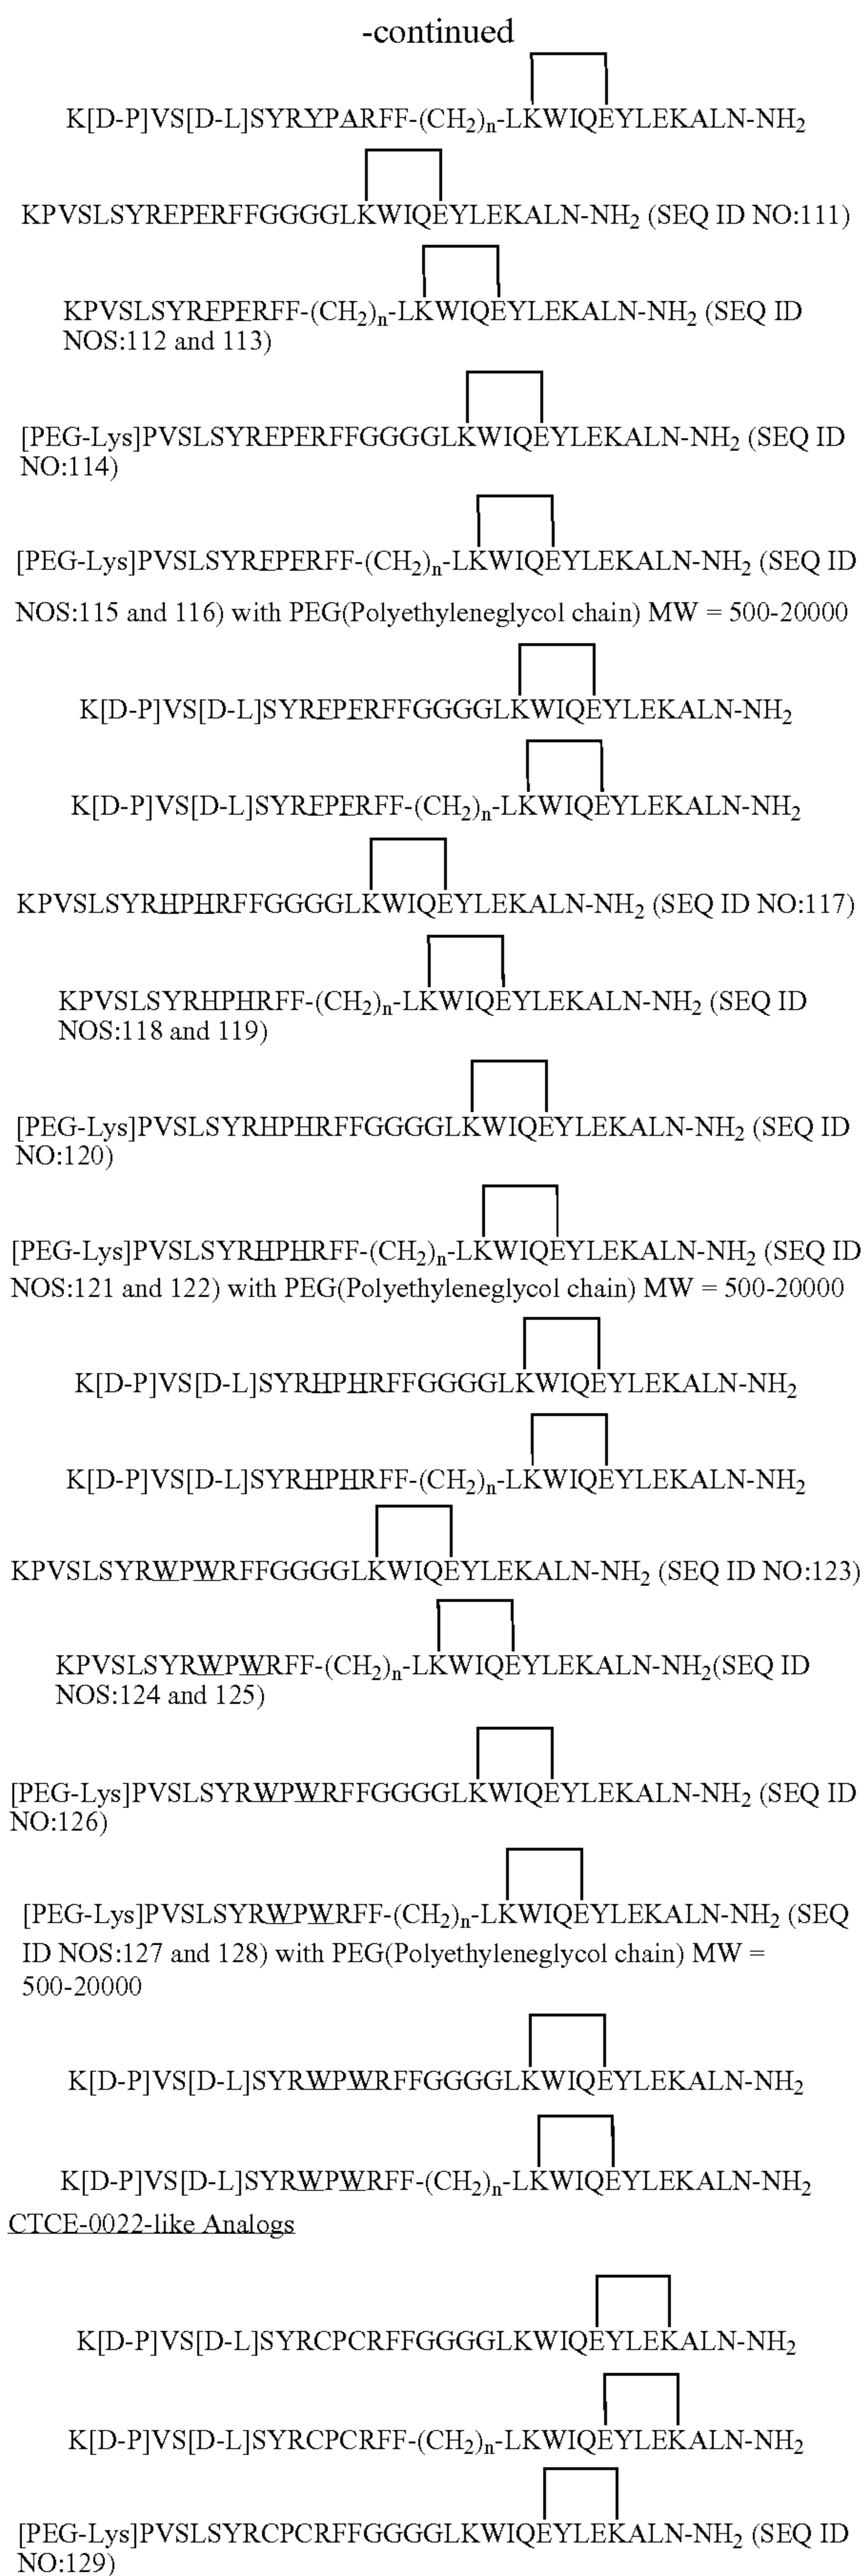 -continued
K[D-P]VS[D-L]SYRYPARFF-(CH2)n-LKWIQEYLEKALN-NH2
KPVSLSYREPERFFGGGGLKWIQEYLEKALN-NH2 (SEQ ID NO:111)
KPVSLSYREPERFF-(CH2)n-LKWIQEYLEKALN-NH2 (SEQ ID
NOS:112 and 113)
[PEG-Lys]PVSLSYREPERFFGGGGLKWIQEYLEKALN-NH2 (SEQ ID
NO:114)
[PEG-Lys]PVSLSYREPERFF-(CH2)n-LKWIQEYLEKALN-NH2 (SEQ ID
NOS:115 and 116) with PEG(Polyethyleneglycol chain) MW = 500-20000
K[D-P]VS[D-L]SYREPERFFGGGGLKWIQEYLEKALN-NH2
K[D-P]VS[D-L]SYREPERFF-(CH2)n-LKWIQEYLEKALN-NH2
KPVSLSYRHPHRFFGGGGLKWIQEYLEKALN-NH2 (SEQ ID NO:117)
KPVSLSYRHPHRFF-(CH2)n-LKWIQEYLEKALN-NH2 (SEQ ID
NOS:118 and 119)
[PEG-Lys]PVSLSYRHPHRFFGGGGLKWIQEYLEKALN-NH2 (SEQ ID
NO:120)
[PEG-Lys]PVSLSYRHPHRFF-(CH2)n-LKWIQEYLEKALN-NH2 (SEQ ID
NOS:121 and 122) with PEG(Polyethyleneglycol chain) MW = 500-20000
K[D-P]VS[D-L]SYRHPHRFFGGGGLKWIQEYLEKALN-NH2
K[D-P]VS[D-L]SYRHPHRFF-(CH2)n-LKWIQEYLEKALN-NH2
KPVSLSYRWPWRFFGGGGLKWIQEYLEKALN-NH2 (SEQ ID NO:123)
KPVSLSYRWPWRFF-(CH2)n-LKWIQEYLEKALN-NH2(SEQ ID
NOS:124 and 125)
[PEG-Lys]PVSLSYRWPWRFFGGGGLKWIQEYLEKALN-NH2 (SEQ ID
NO:126)
[PEG-Lys]PVSLSYRWPWRFF-(CH2)n-LKWIQEYLEKALN-NH2 (SEQ
ID NOS:127 and 128) with PEG(Polyethyleneglycol chain) MW =
500-20000
K[D-P]VS[D-L]SYRWPWRFFGGGGLKWIQEYLEKALN-NH2
K[D-P]VS[D-L]SYRWPWRFF-(CH2)n-LKWIQEYLEKALN-NH2
CTCE-0022-like Analogs
K[D-P]VS[D-L]SYRCPCRFFGGGGLKWIQEYLEKALN-NH2
K[D-P]VS[D-L]SYRCPCRFF-(CH2)n-LKWIQEYLEKALN-NH2
[PEG-Lys]PVSLSYRCPCRFFGGGGLKWIQEYLEKALN-NH2 (SEQ ID
NO:129)